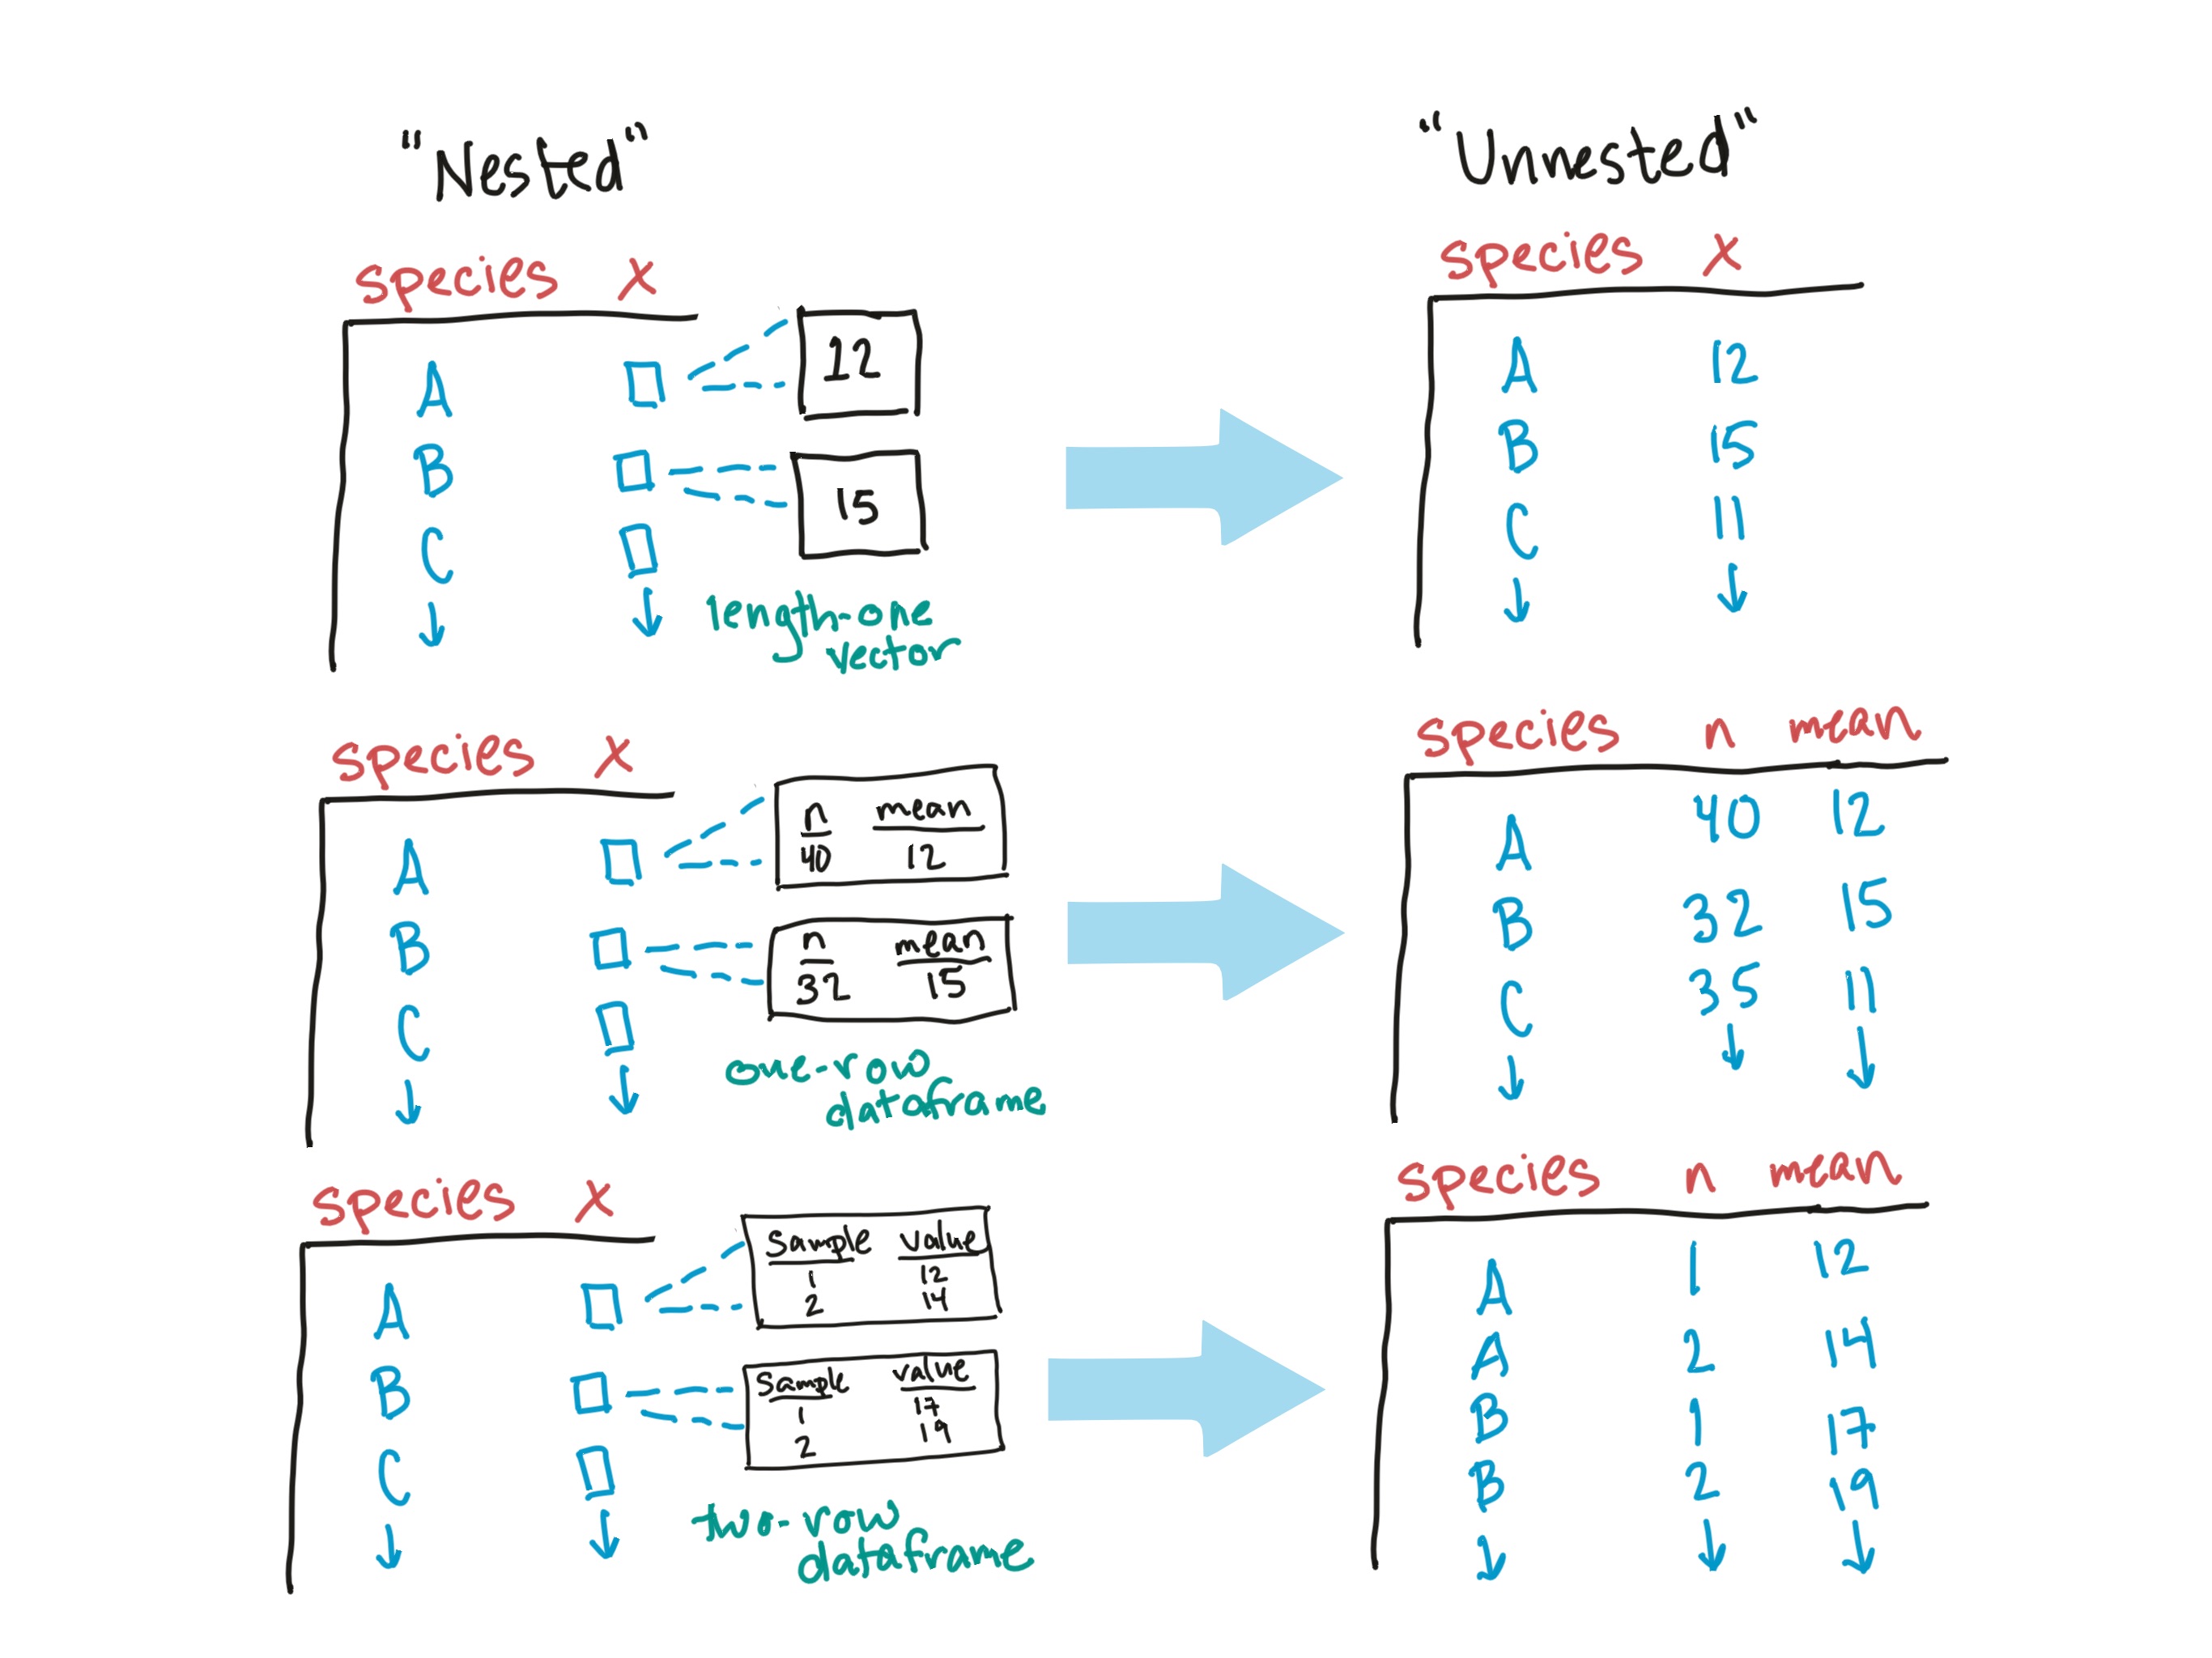 "Nested"
"Unnested"
species x
A
12
B
15
C
length-one
vector
species x
A 12
B 15
C 11
species x
A
n mean
40 12
B
n mean
32 15
C
one-row
dataframe
species n mean
A 40 12
B 32 15
C 35 11
species x
A
sample value
1 12
2 14
B
sample value
1 17
2 19
C
two-row
dataframe
species n mean
A 1 12
A 2 14
B 1 17
B 2 19